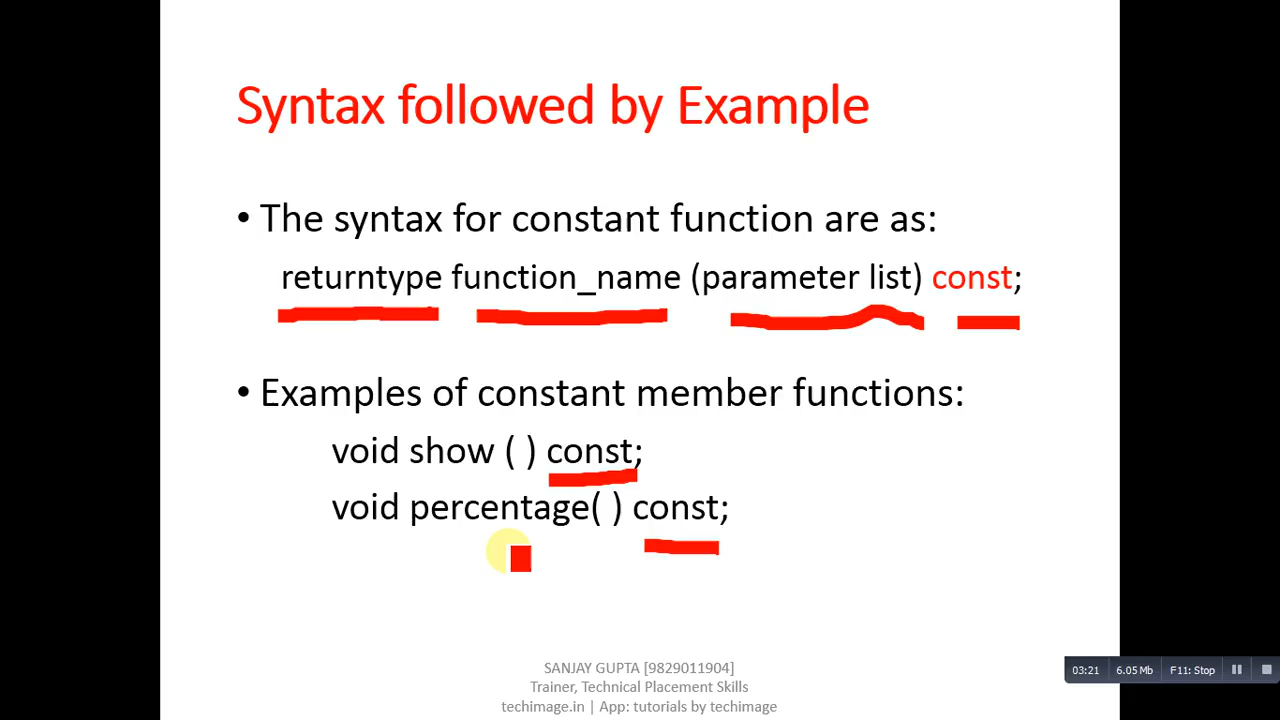 Syntax followed by Example
• The syntax for constant function are as:
returntype function_name (parameter list) const;
• Examples of constant member functions:
void show ( ) const;
void percentage( ) const;
SANJAY GUPTA [9829011904]
Trainer, Technical Placement Skills
techimage.in | App: tutorials by techimage
03:21 6.05 Mb F11: Stop